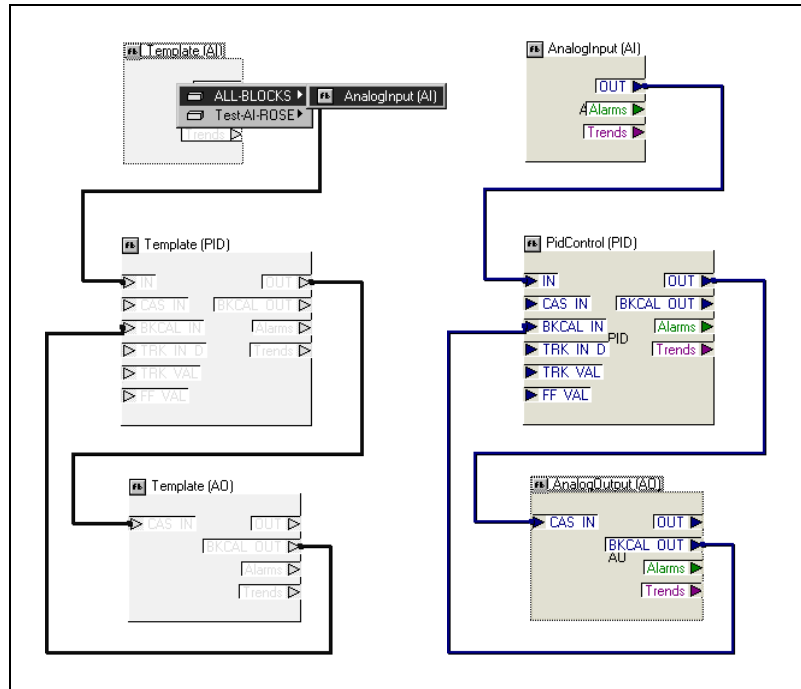 Template (AI)
ALL-BLOCKS
AnalogInput (AI)
Test-AI-ROSE
Trends
Template (PID)
IN
OUT
CAS IN
BKCAL OUT
BKCAL IN
Alarms
TRK IN D
Trends
TRK VAL
FF VAL
Template (AO)
CAS IN
OUT
BKCAL OUT
Alarms
Trends
AnalogInput (AI)
OUT
Alarms
Trends
PidControl (PID)
IN
OUT
CAS IN
BKCAL OUT
BKCAL IN
Alarms
PID
TRK IN D
Trends
TRK VAL
FF VAL
AnalogOutput (AO)
CAS IN
OUT
BKCAL OUT
Alarms
Trends